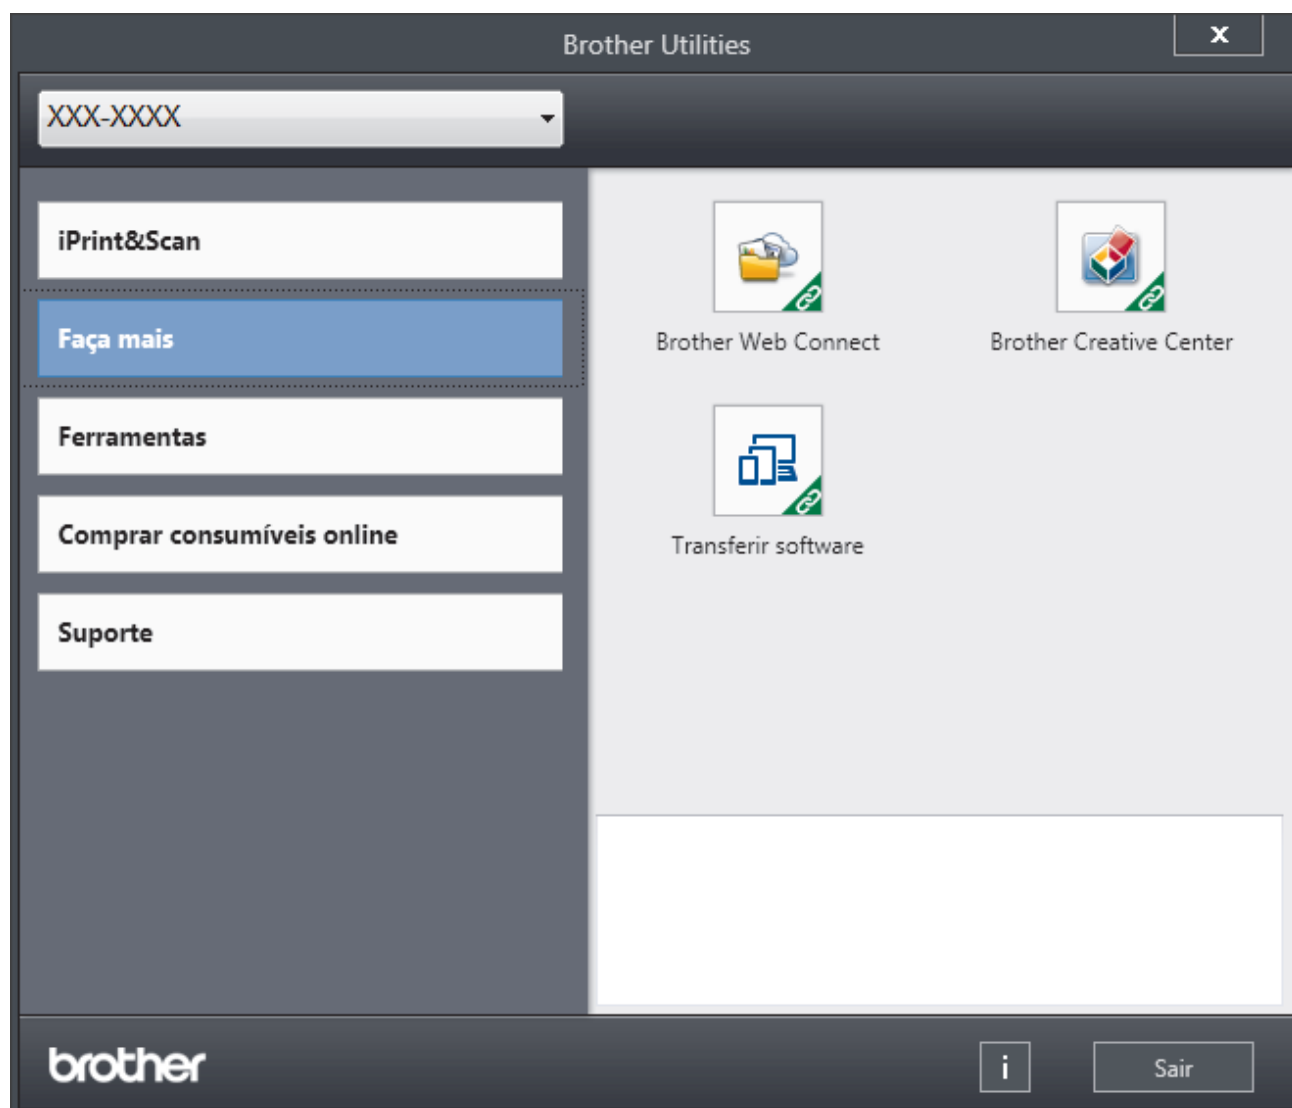 Brother Utilities
x
XXX-XXXX
iPrint&Scan
Faça mais
Ferramentas
Comprar consumíveis online
Suporte
Brother Web Connect
Brother Creative Center
Transferir software
brother
i
Sair